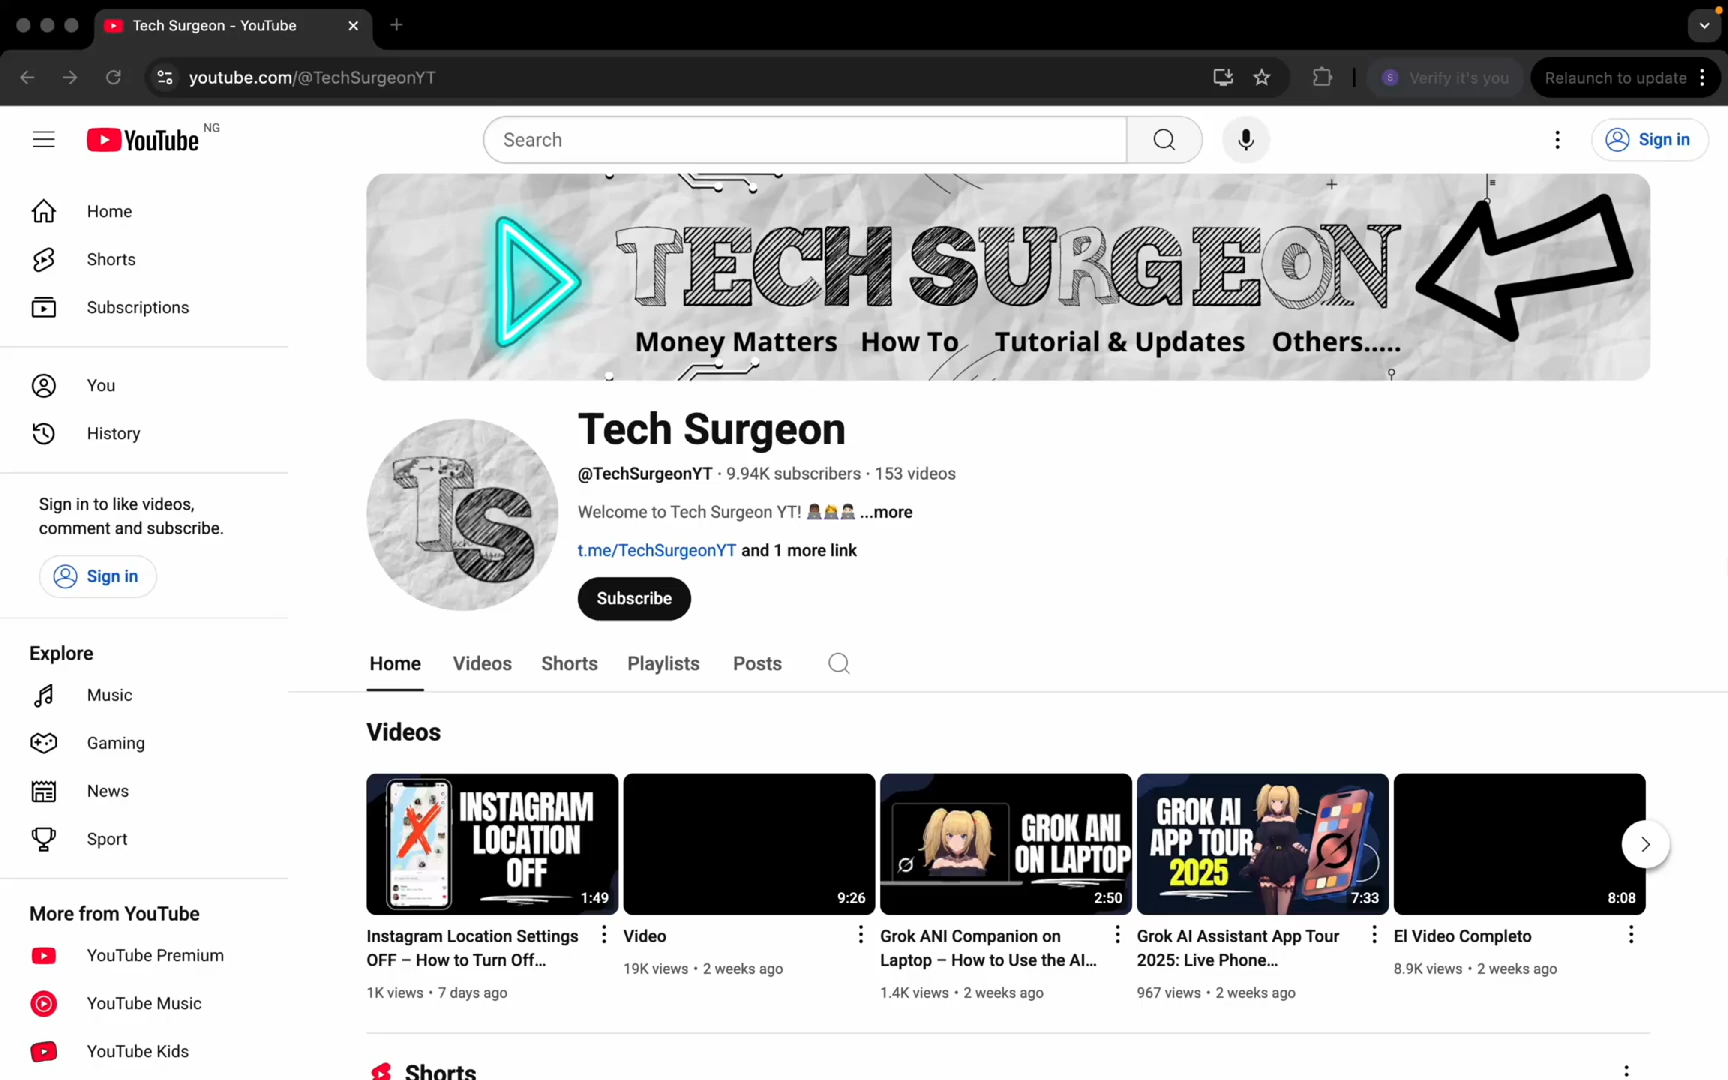 Tech Surgeon - YouTube
youtube.com/@TechSurgeonYT
Verify it's you
Relaunch to update
YouTube NG
Search
Sign in
Home
Shorts
Subscriptions
You
History
Sign in to like videos,
comment and subscribe.
Sign in
Explore
Music
Gaming
News
Sport
More from YouTube
YouTube Premium
YouTube Music
YouTube Kids
TECH SURGEON
Money Matters How To Tutorial & Updates Others.....
TS
Tech Surgeon
@TechSurgeonYT · 9.94K subscribers · 153 videos
Welcome to Tech Surgeon YT! 👨🏿‍💻🙋👨🏻‍💻 ...more
t.me/TechSurgeonYT and 1 more link
Subscribe
Home Videos Shorts Playlists Posts
Videos
INSTAGRAM
LOCATION
OFF
1:49
Instagram Location Settings
OFF – How to Turn Off...
1K views • 7 days ago
9:26
Video
19K views • 2 weeks ago
GROK ANI
ON LAPTOP
2:50
Grok ANI Companion on
Laptop – How to Use the AI...
1.4K views • 2 weeks ago
GROK AI
APP TOUR
2025
7:33
Grok AI Assistant App Tour
2025: Live Phone...
967 views • 2 weeks ago
8:08
El Video Completo
8.9K views • 2 weeks ago
Shorts